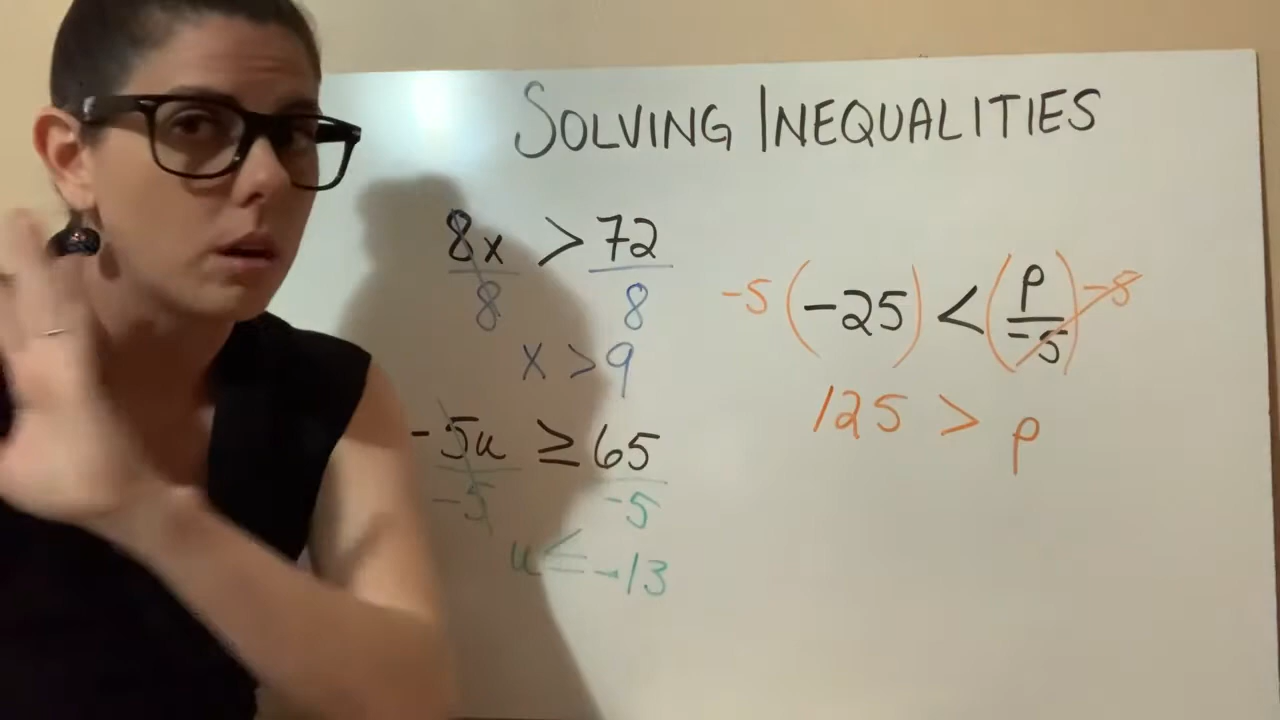 SOLVING INEQUALITIES
8x > 72
8 8
x > 9
-5u ≥ 65
-5 -5
u ≤ -13
-5 (-25) < (p/-5) -5
125 > p